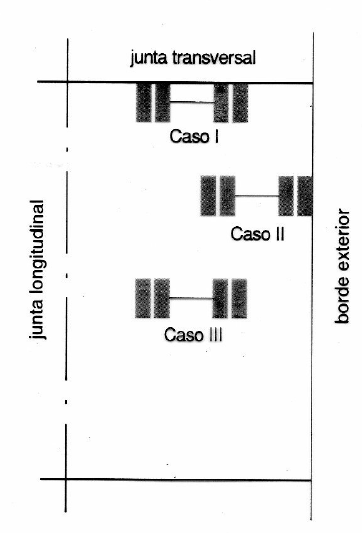 junta transversal
Caso I
Caso II
junta longitudinal
borde exterior
Caso III